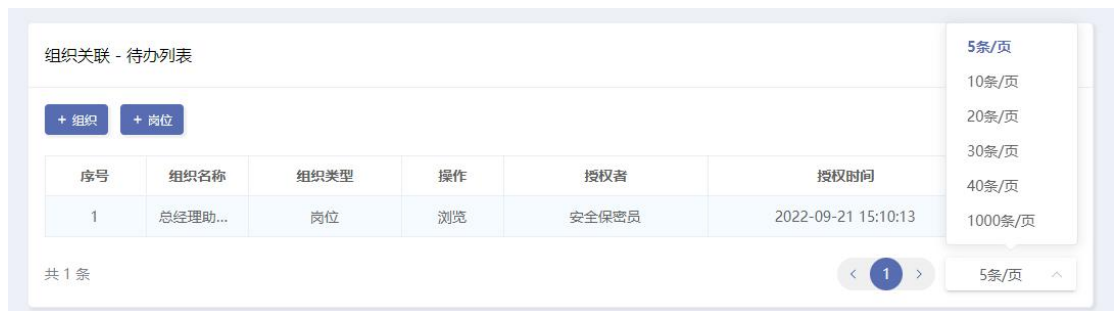 组织关联 - 待办列表
+ 组织 + 岗位
序号 组织名称 组织类型 操作 授权者 授权时间
1 总经理助... 岗位 浏览 安全保密员 2022-09-21 15:10:13
共 1 条
< 1 > 5条/页
5条/页
10条/页
20条/页
30条/页
40条/页
1000条/页